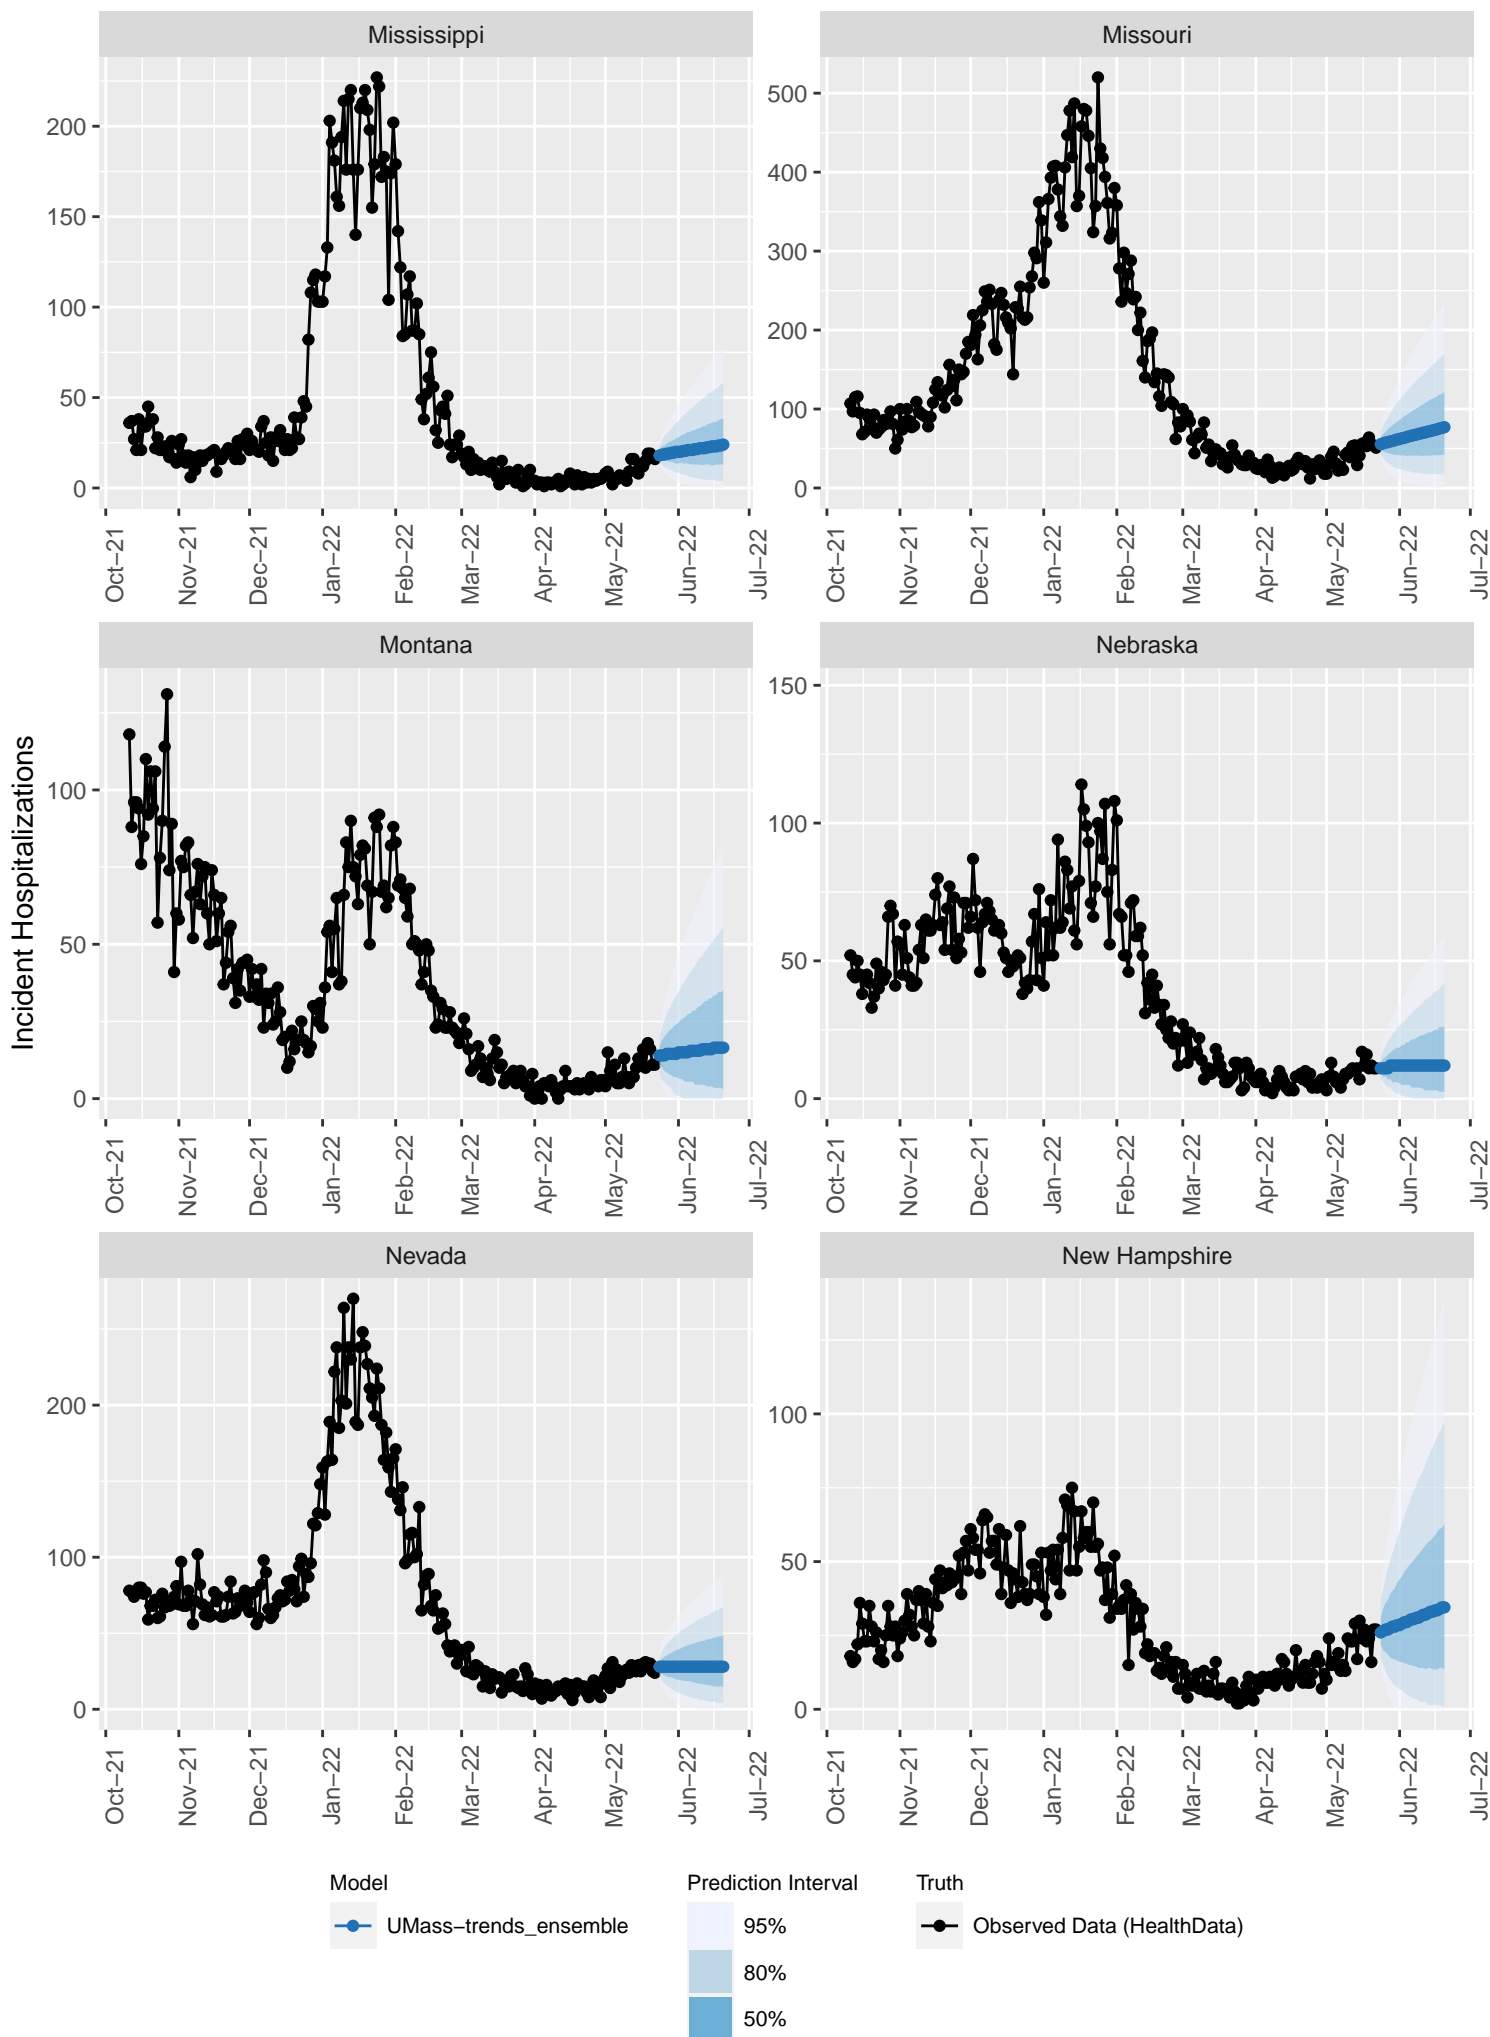 Mississippi
Missouri
200
150
100
50
0
500
400
300
200
100
0
Oct−21
Nov−21
Dec−21
Jan−22
Feb−22
Mar−22
Apr−22
May−22
Jun−22
Jul−22
Oct−21
Nov−21
Dec−21
Jan−22
Feb−22
Mar−22
Apr−22
May−22
Jun−22
Jul−22
Montana
Nebraska
Incident Hospitalizations
100
50
0
150
100
50
0
Oct−21
Nov−21
Dec−21
Jan−22
Feb−22
Mar−22
Apr−22
May−22
Jun−22
Jul−22
Oct−21
Nov−21
Dec−21
Jan−22
Feb−22
Mar−22
Apr−22
May−22
Jun−22
Jul−22
Nevada
New Hampshire
200
100
0
100
50
0
Oct−21
Nov−21
Dec−21
Jan−22
Feb−22
Mar−22
Apr−22
May−22
Jun−22
Jul−22
Oct−21
Nov−21
Dec−21
Jan−22
Feb−22
Mar−22
Apr−22
May−22
Jun−22
Jul−22
Model
UMass−trends_ensemble
Prediction Interval
95%
80%
50%
Truth
Observed Data (HealthData)